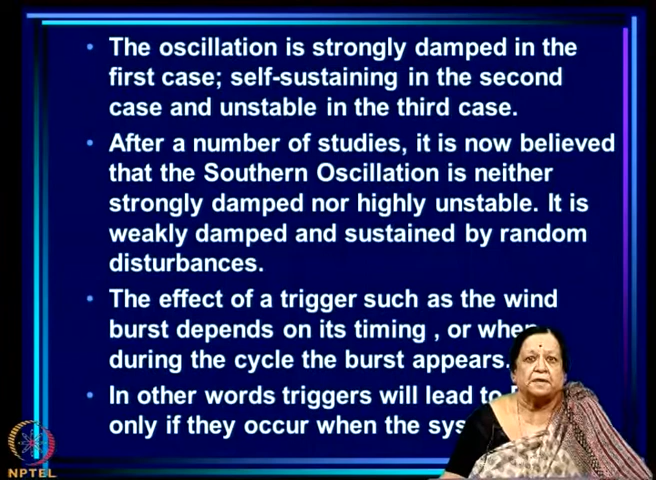 • The oscillation is strongly damped in the
first case; self-sustaining in the second
case and unstable in the third case.
• After a number of studies, it is now believed
that the Southern Oscillation is neither
strongly damped nor highly unstable. It is
weakly damped and sustained by random
disturbances.
• The effect of a trigger such as the wind
burst depends on its timing , or when
during the cycle the burst appears.
• In other words triggers will lead to
only if they occur when the
NPTEL